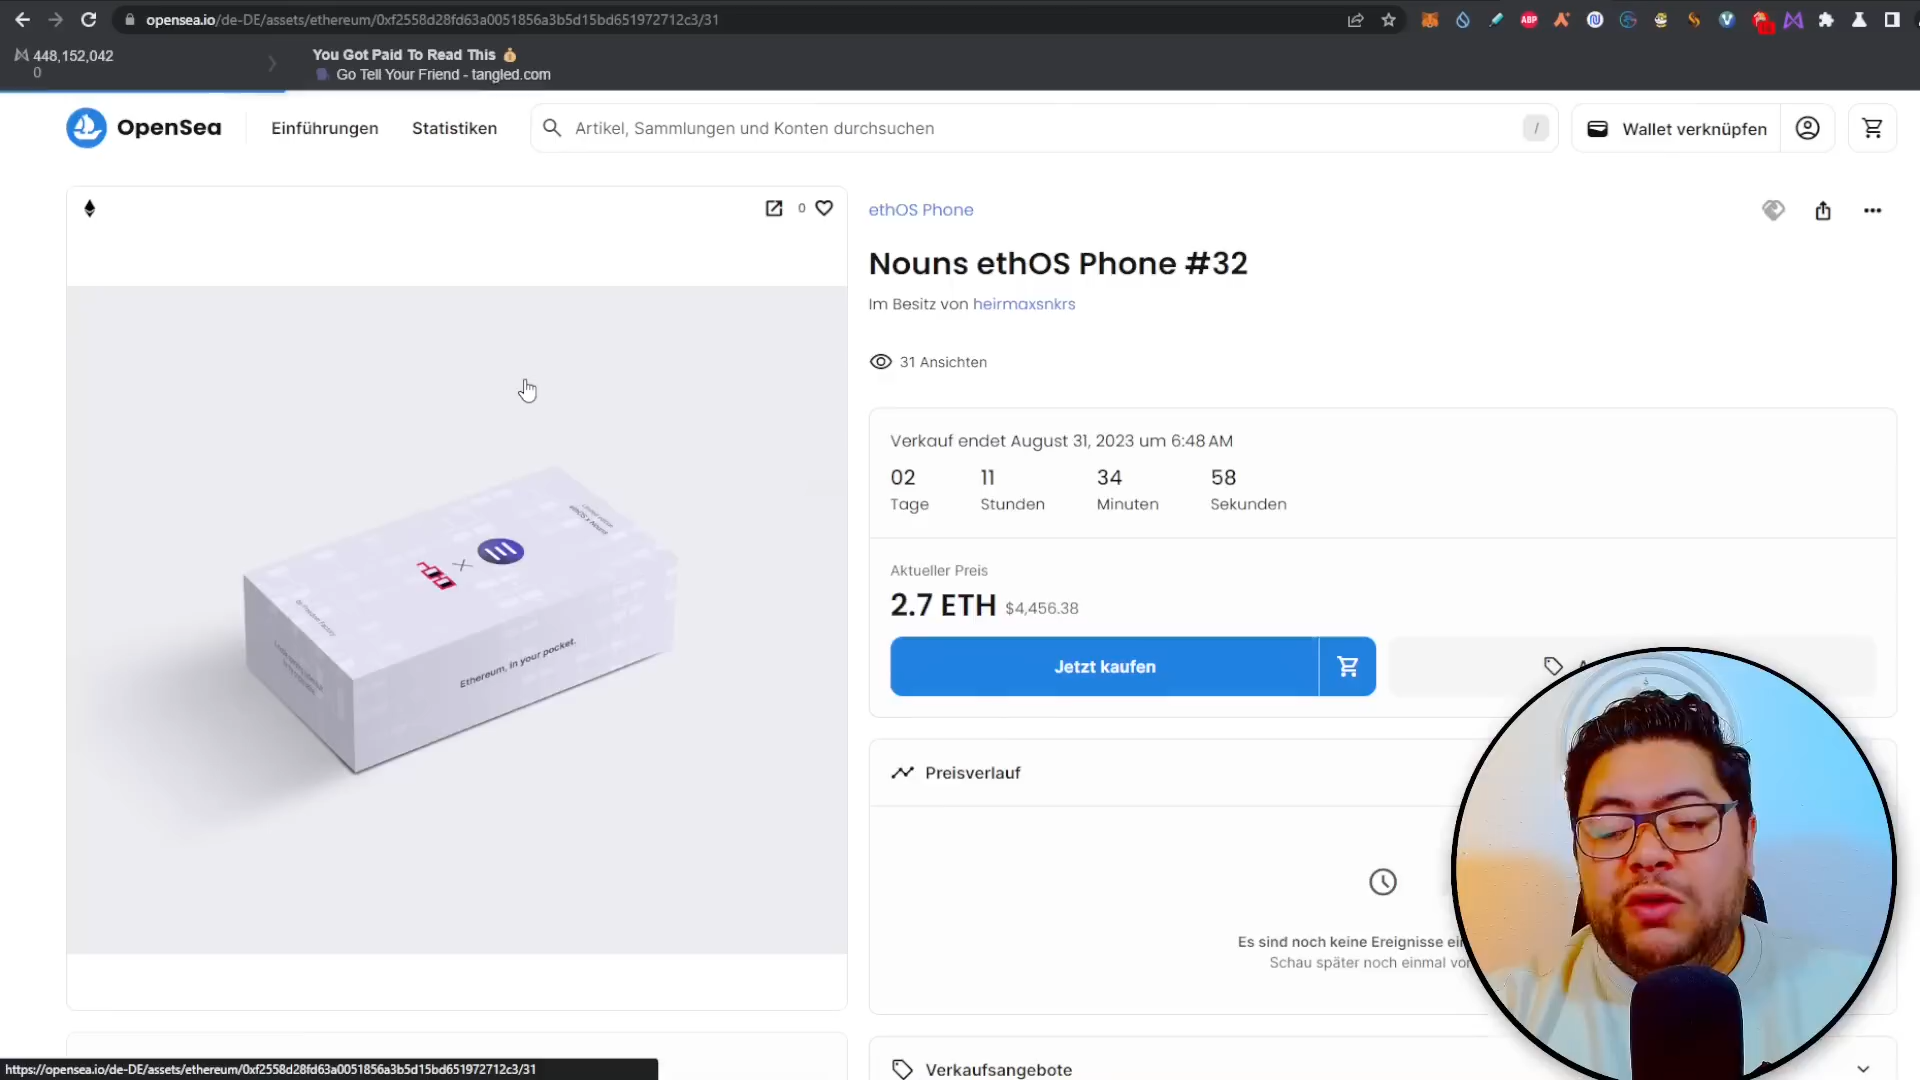 opensea.io/de-DE/assets/ethereum/0xf2558d28fd63a0051856a3b5d15bd651972712c3/31
ABP
448,152,042
0
You Got Paid To Read This
Go Tell Your Friend - tangled.com
OpenSea
Einführungen
Statistiken
Artikel, Sammlungen und Konten durchsuchen
/
Wallet verknüpfen
0
ethOS Phone
Nouns ethOS Phone #32
Im Besitz von heirmaxsnkrs
31 Ansichten
Verkauf endet August 31, 2023 um 6:48 AM
02 11 34 58
Tage Stunden Minuten Sekunden
Aktueller Preis
2.7 ETH $4,456.38
Jetzt kaufen
Ethereum, in your pocket.
Preisverlauf
Es sind noch keine Ereignisse
Schau später noch einmal
Verkaufsangebote
https://opensea.io/de-DE/assets/ethereum/0xf2558d28fd63a0051856a3b5d15bd651972712c3/31